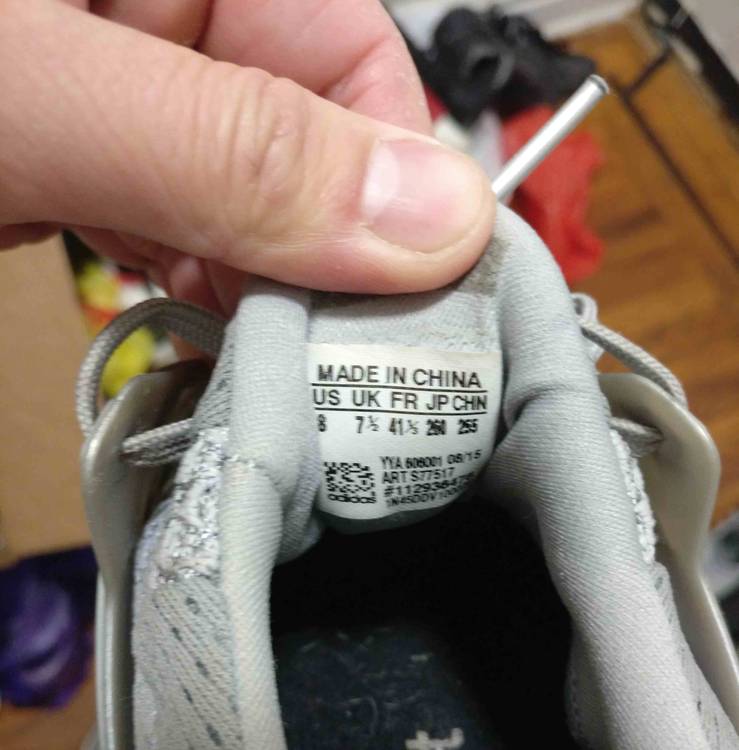 MADE IN CHINA
US UK FR JP CHN
8 7½ 41⅓ 260 255
YYA 606001 08/15
ART S77517
adidas